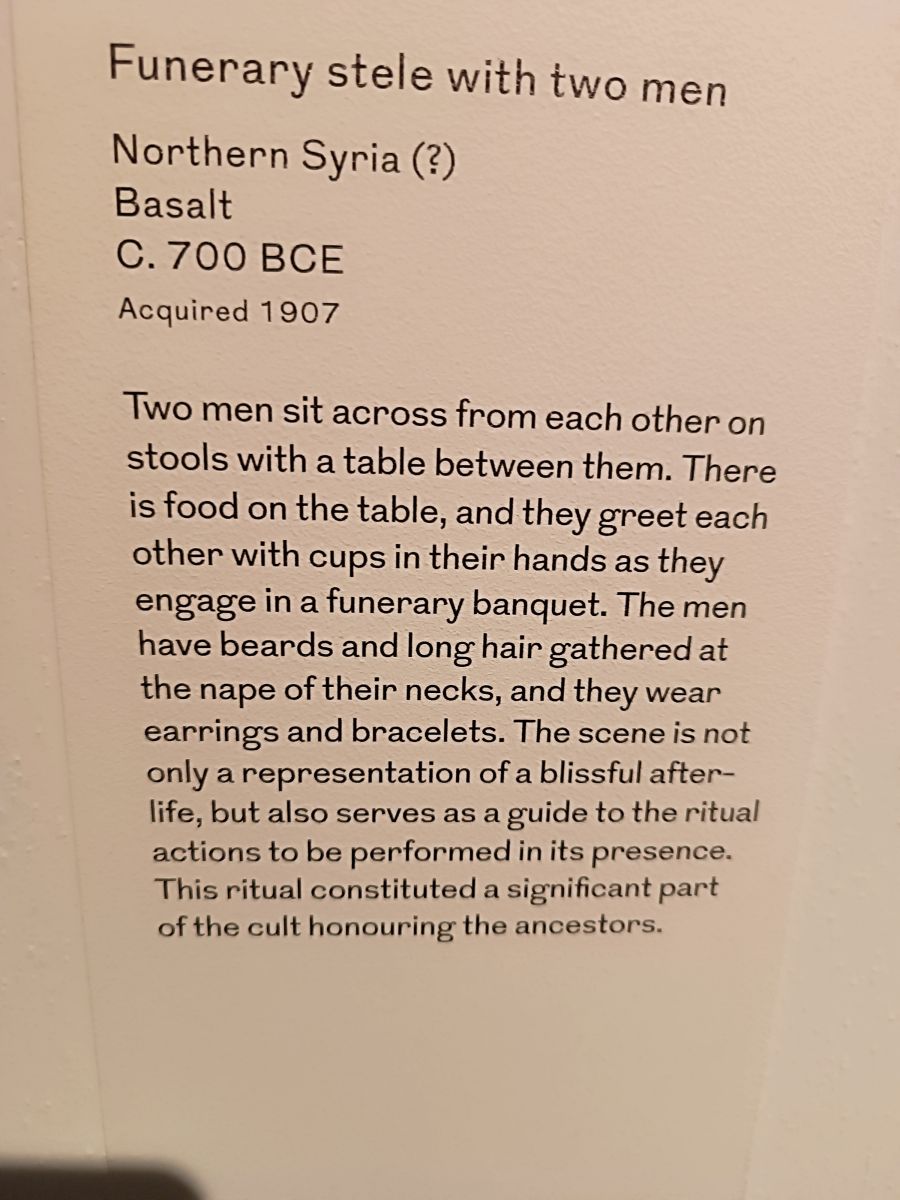 Funerary stele with two men
Northern Syria (?)
Basalt
C. 700 BCE
Acquired 1907
Two men sit across from each other on
stools with a table between them. There
is food on the table, and they greet each
other with cups in their hands as they
engage in a funerary banquet. The men
have beards and long hair gathered at
the nape of their necks, and they wear
earrings and bracelets. The scene is not
only a representation of a blissful after-
life, but also serves as a guide to the ritual
actions to be performed in its presence.
This ritual constituted a significant part
of the cult honouring the ancestors.